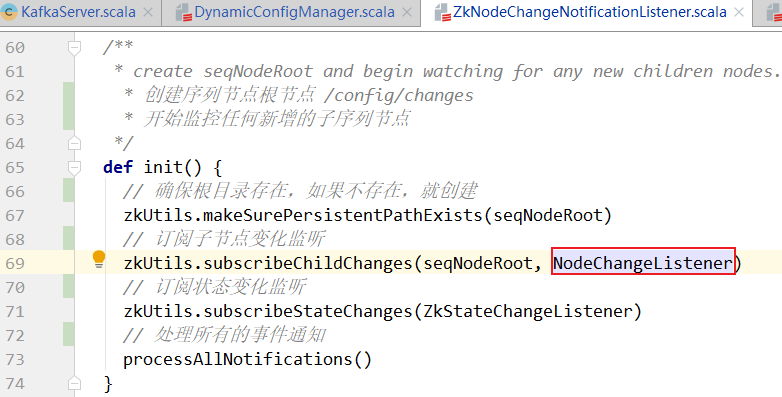 KafkaServer.scala × DynamicConfigManager.scala × ZkNodeChangeNotificationListener.scala ×
60 /**
61 * create seqNodeRoot and begin watching for any new children nodes.
62 * 创建序列节点根节点 /config/changes
63 * 开始监控任何新增的子序列节点
64 */
65 def init() {
66 // 确保根目录存在，如果不存在，就创建
67 zkUtils.makeSurePersistentPathExists(seqNodeRoot)
68 // 订阅子节点变化监听
69 zkUtils.subscribeChildChanges(seqNodeRoot, NodeChangeListener)
70 // 订阅状态变化监听
71 zkUtils.subscribeStateChanges(ZkStateChangeListener)
72 // 处理所有的事件通知
73 processAllNotifications()
74 }